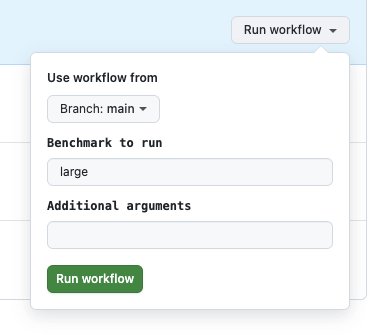 Run workflow
Use workflow from
Branch: main
Benchmark to run
large
Additional arguments
Run workflow